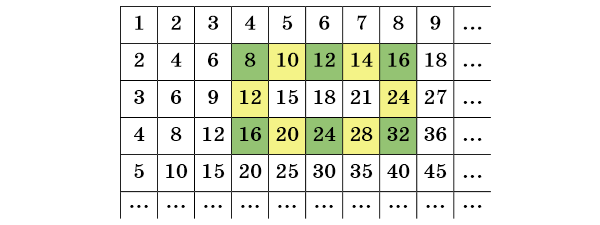 1 2 3 4 5 6 7 8 9 ...
2 4 6 8 10 12 14 16 18 ...
3 6 9 12 15 18 21 24 27 ...
4 8 12 16 20 24 28 32 36 ...
5 10 15 20 25 30 35 40 45 ...
... ... ... ... ... ... ... ... ... ...